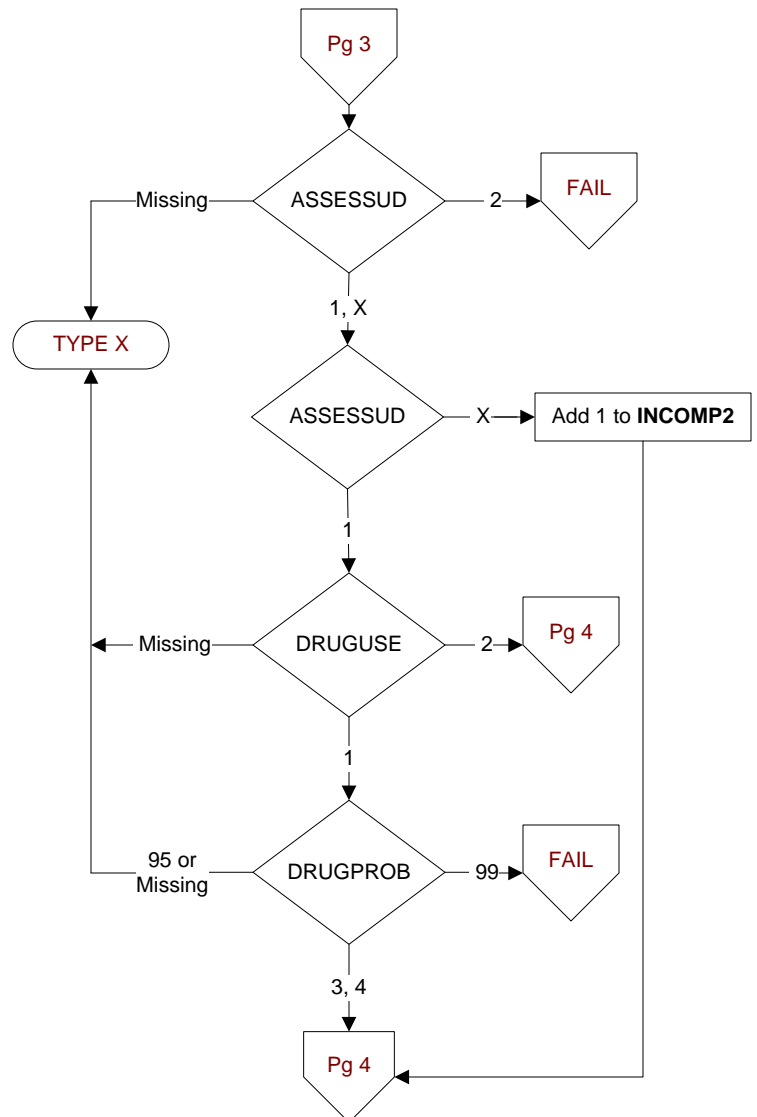 Pg 3
Missing
ASSESSUD
2
FAIL
1, X
TYPE X
ASSESSUD
X
Add 1 to INCOMP2
1
Missing
DRUGUSE
2
Pg 4
1
95 or
Missing
DRUGPROB
99
FAIL
3, 4
Pg 4